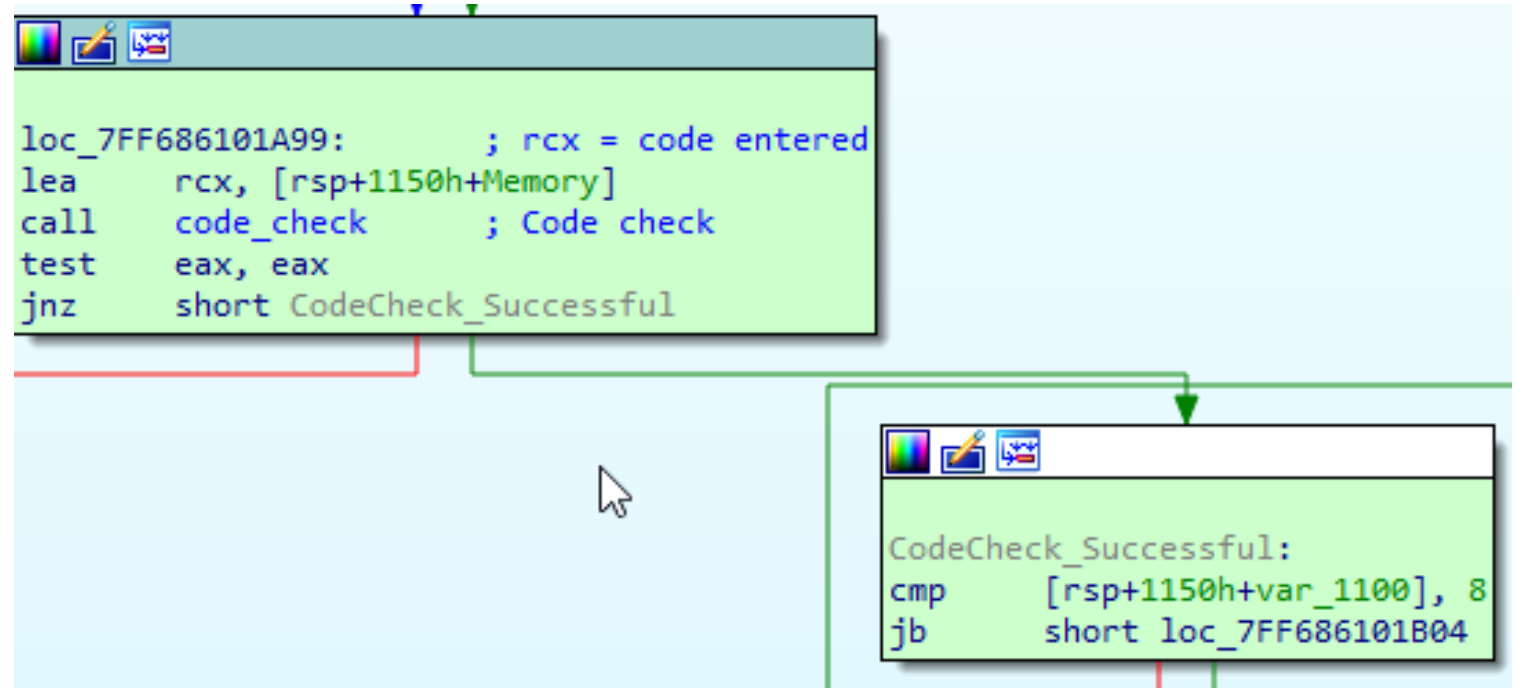 loc_7FF686101A99: ; rcx = code entered
lea rcx, [rsp+1150h+Memory]
call code_check ; Code check
test eax, eax
jnz short CodeCheck_Successful
CodeCheck_Successful:
cmp [rsp+1150h+var_1100], 8
jb short loc_7FF686101B04